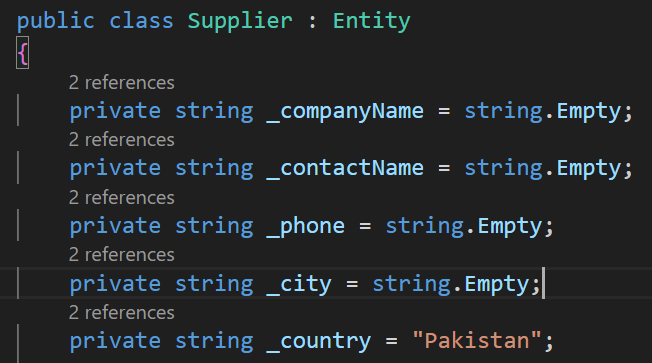 public class Supplier : Entity
{
2 references
private string _companyName = string.Empty;
2 references
private string _contactName = string.Empty;
2 references
private string _phone = string.Empty;
2 references
private string _city = string.Empty;
2 references
private string _country = "Pakistan";